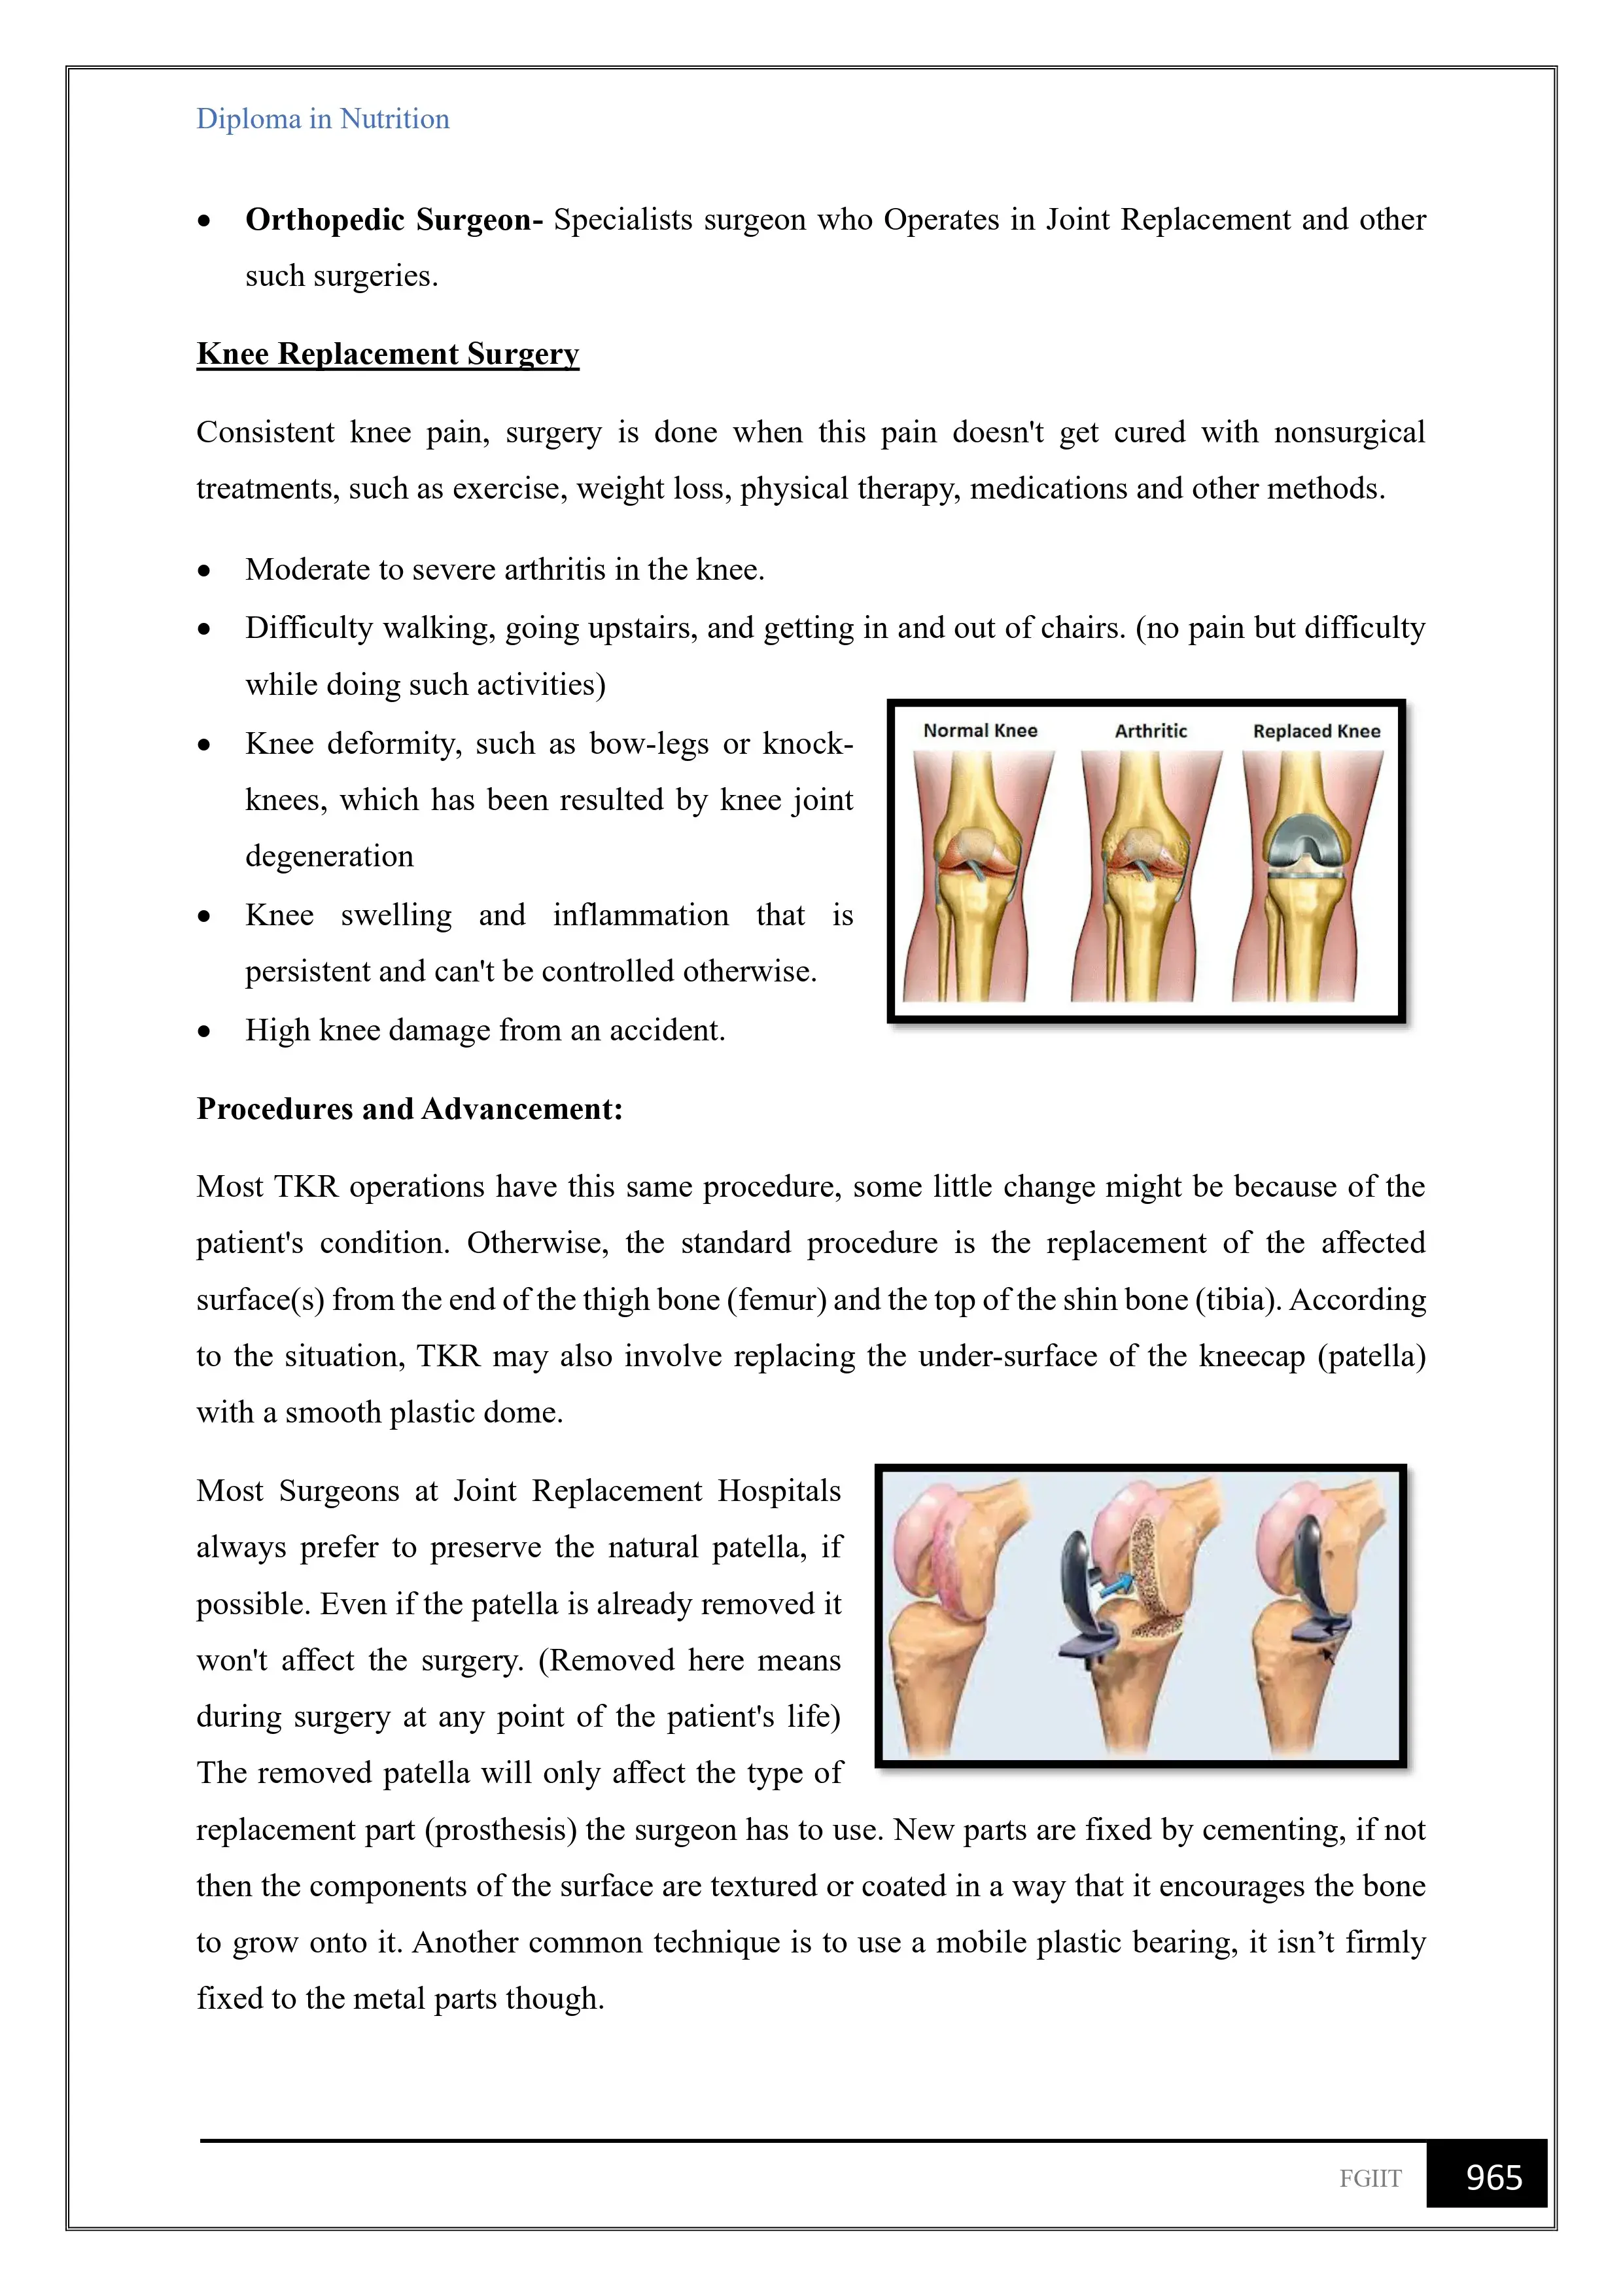 Diploma in Nutrition
• Orthopedic Surgeon- Specialists surgeon who Operates in Joint Replacement and other
such surgeries.
Knee Replacement Surgery
Consistent knee pain, surgery is done when this pain doesn't get cured with nonsurgical
treatments, such as exercise, weight loss, physical therapy, medications and other methods.
• Moderate to severe arthritis in the knee.
• Difficulty walking, going upstairs, and getting in and out of chairs. (no pain but difficulty
while doing such activities)
• Knee deformity, such as bow-legs or knock-
knees, which has been resulted by knee joint
degeneration
• Knee swelling and inflammation that is
persistent and can't be controlled otherwise.
• High knee damage from an accident.
Normal Knee Arthritic Replaced Knee
Procedures and Advancement:
Most TKR operations have this same procedure, some little change might be because of the
patient's condition. Otherwise, the standard procedure is the replacement of the affected
surface(s) from the end of the thigh bone (femur) and the top of the shin bone (tibia). According
to the situation, TKR may also involve replacing the under-surface of the kneecap (patella)
with a smooth plastic dome.
Most Surgeons at Joint Replacement Hospitals
always prefer to preserve the natural patella, if
possible. Even if the patella is already removed it
won't affect the surgery. (Removed here means
during surgery at any point of the patient's life)
The removed patella will only affect the type of
replacement part (prosthesis) the surgeon has to use. New parts are fixed by cementing, if not
then the components of the surface are textured or coated in a way that it encourages the bone
to grow onto it. Another common technique is to use a mobile plastic bearing, it isn’t firmly
fixed to the metal parts though.
FGIIT 965